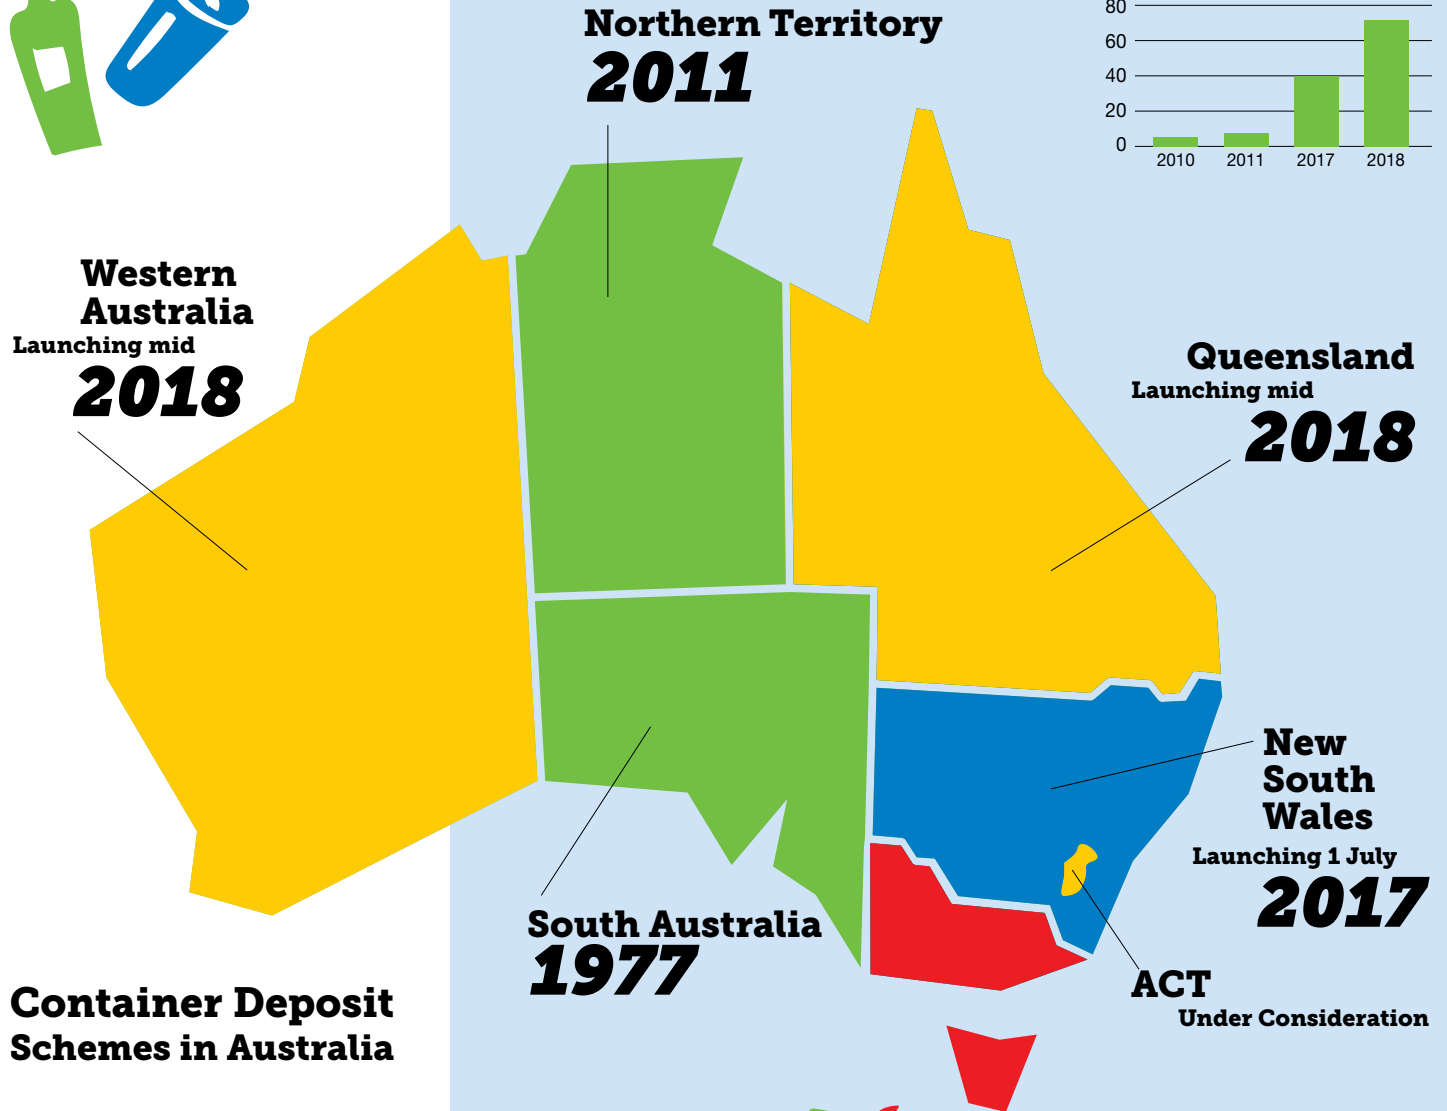 Northern Territory
2011
80
60
40
20
0
2010 2011 2017 2018
Western
Australia
Launching mid
2018
Queensland
Launching mid
2018
New
South
Wales
Launching 1 July
2017
South Australia
1977
ACT
Under Consideration
Container Deposit
Schemes in Australia